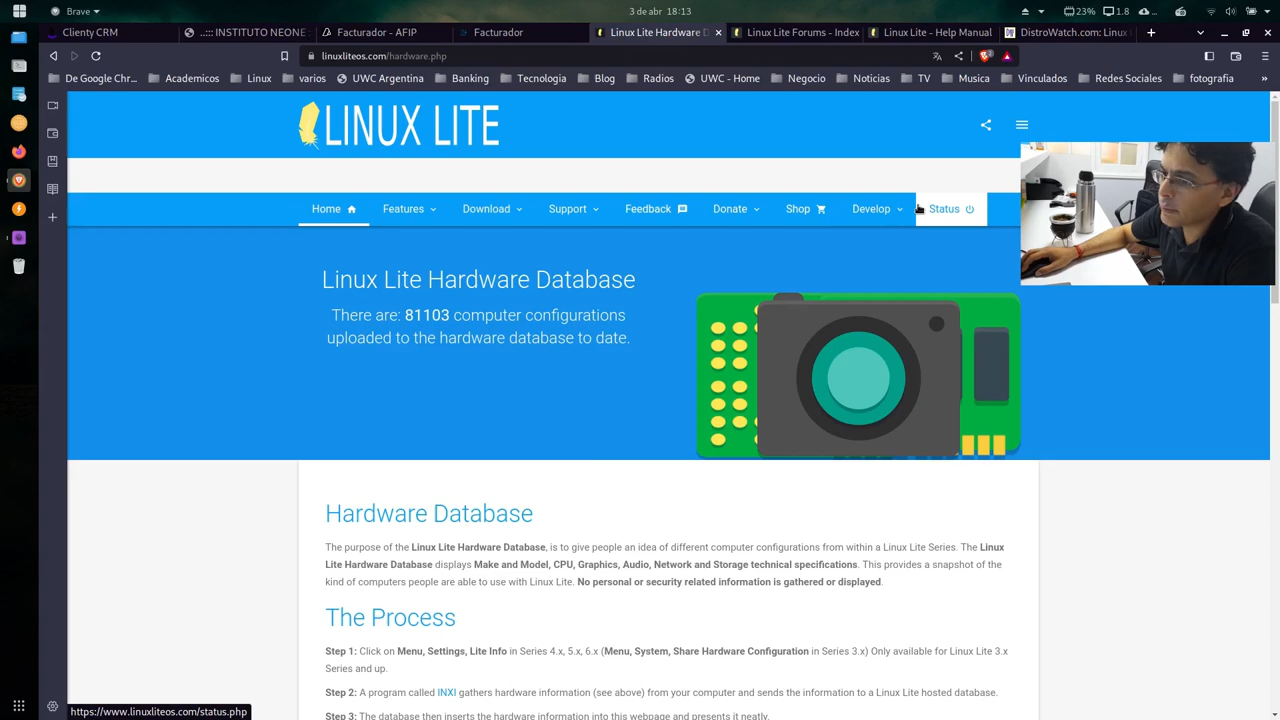 Brave
3 de abr 18:13
23% 1.8
Clienty CRM
..::: INSTITUTO NEONE
Facturador - AFIP
Facturador
Linux Lite Hardware D
Linux Lite Forums - Index
Linux Lite - Help Manual
DistroWatch.com: Linux
linuxliteos.com/hardware.php
De Google Chr...
Academicos
Linux
varios
UWC Argentina
Banking
Tecnologia
Blog
Radios
UWC - Home
Negocio
Noticias
TV
Musica
Vinculados
Redes Sociales
fotografia
LINUX LITE
Home
Features
Download
Support
Feedback
Donate
Shop
Develop
Status
Linux Lite Hardware Database
There are: 81103 computer configurations
uploaded to the hardware database to date.
Hardware Database
The purpose of the Linux Lite Hardware Database, is to give people an idea of different computer configurations from within a Linux Lite Series. The Linux
Lite Hardware Database displays Make and Model, CPU, Graphics, Audio, Network and Storage technical specifications. This provides a snapshot of the
kind of computers people are able to use with Linux Lite. No personal or security related information is gathered or displayed.
The Process
Step 1: Click on Menu, Settings, Lite Info in Series 4.x, 5.x, 6.x (Menu, System, Share Hardware Configuration in Series 3.x) Only available for Linux Lite 3.x
Series and up.
Step 2: A program called INXI gathers hardware information (see above) from your computer and sends the information to a Linux Lite hosted database.
Step 3: The database then inserts the hardware information into this webpage and presents it neatly.
https://www.linuxliteos.com/status.php